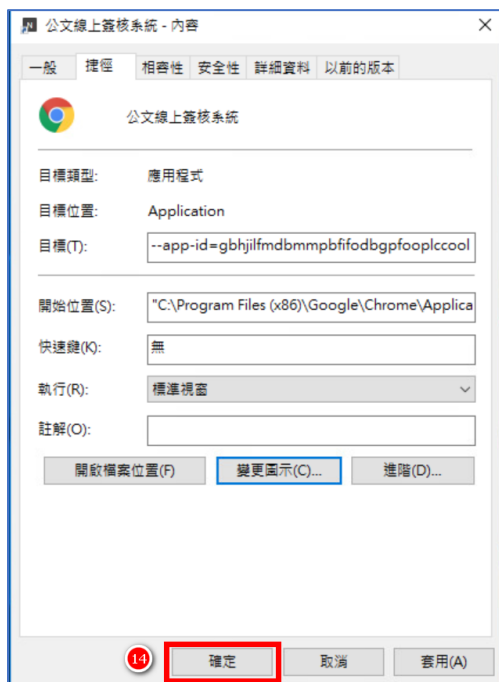 公文線上簽核系統 - 內容
一般 捷徑 相容性 安全性 詳細資料 以前的版本
公文線上簽核系統
目標類型: 應用程式
目標位置: Application
目標(T): --app-id=gbhjilfmdbmmpbfifodbgpfooplccool
開始位置(S): "C:\Program Files (x86)\Google\Chrome\Applica
快速鍵(K): 無
執行(R): 標準視窗
註解(O):
開啟檔案位置(F) 變更圖示(C)... 進階(D)...
14 確定 取消 套用(A)